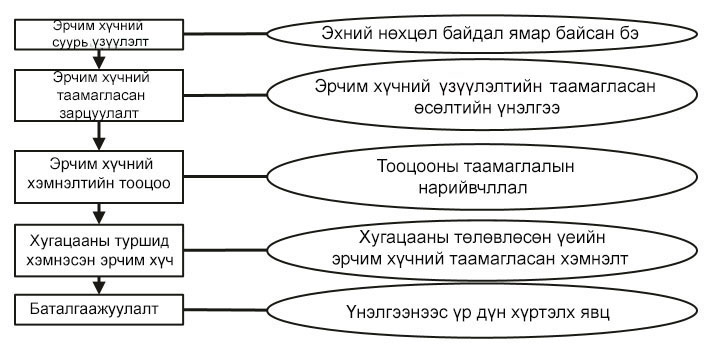 Эрчим хүчний
суурь үзүүлэлт
Эхний нөхцөл байдал ямар байсан бэ
Эрчим хүчний
таамагласан
зарцуулалт
Эрчим хүчний үзүүлэлтийн таамагласан
өсөлтийн үнэлгээ
Эрчим хүчний
хэмнэлтийн тооцоо
Тооцооны таамаглалын
нарийвчллал
Хугацааны туршид
хэмнэсэн эрчим хүч
Хугацааны төлөвлөсөн үеийн
эрчим хүчний таамагласан хэмнэлт
Баталгаажуулалт
Үнэлгээнээс үр дүн хүртэлх явц